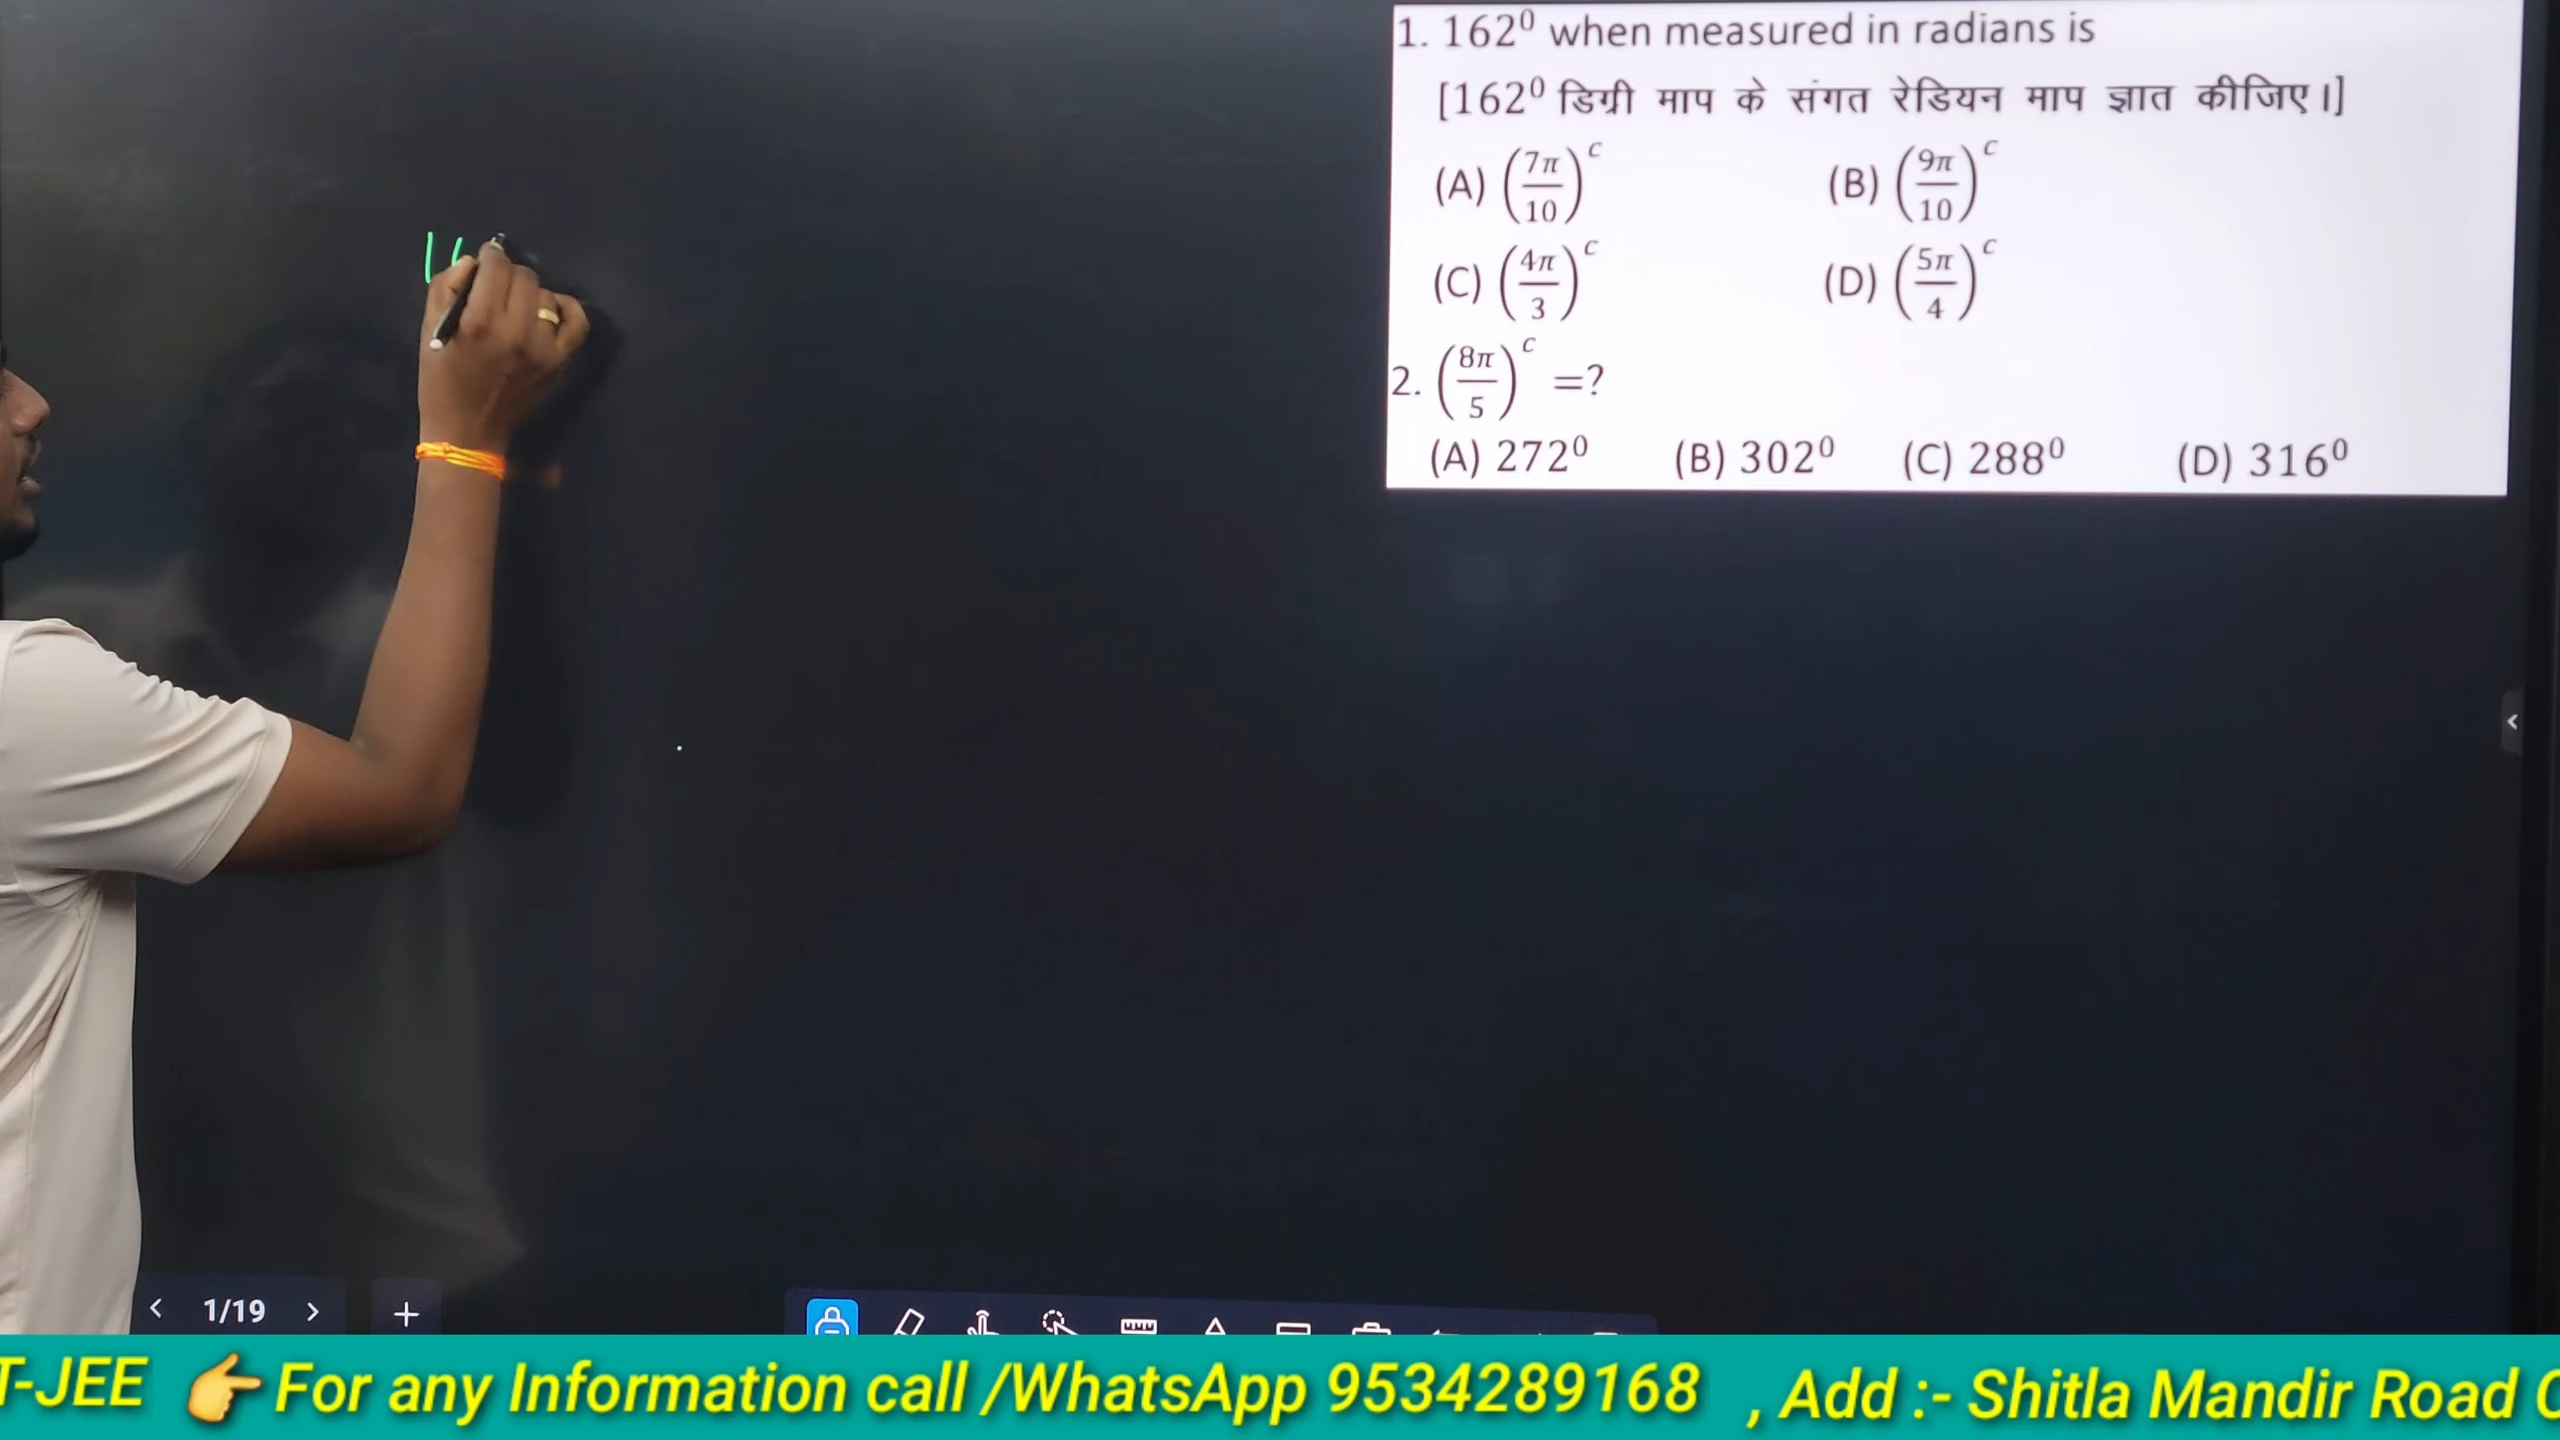 1. 162⁰ when measured in radians is
[162⁰ डिग्री माप के संगत रेडियन माप ज्ञात कीजिए।]
(A) (7π/10)ᶜ (B) (9π/10)ᶜ
(C) (4π/3)ᶜ (D) (5π/4)ᶜ
2. (8π/5)ᶜ =?
(A) 272⁰ (B) 302⁰ (C) 288⁰ (D) 316⁰
1/19
T-JEE 👉 For any Information call /WhatsApp 9534289168 , Add :- Shitla Mandir Road